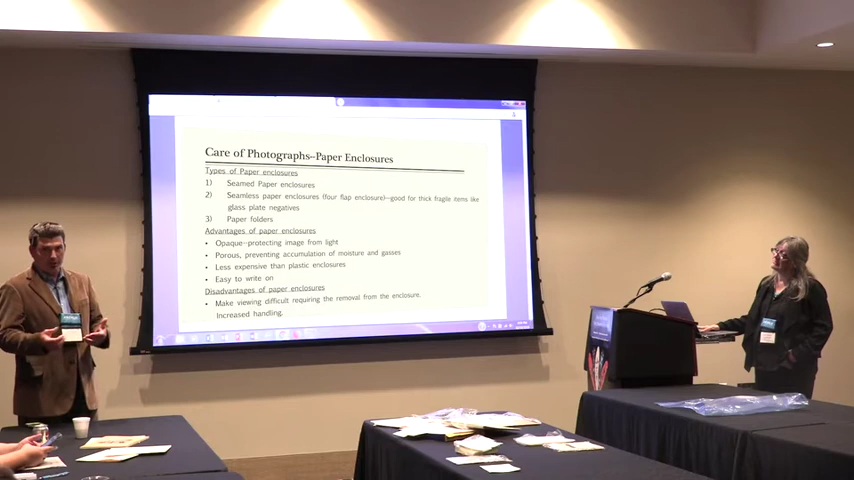 Care of Photographs–Paper Enclosures
Types of Paper enclosures
1) Seamed Paper enclosures
2) Seamless paper enclosures (four flap enclosure)—good for thick fragile items like
glass plate negatives
3) Paper folders
Advantages of paper enclosures
• Opaque—protecting image from light
• Porous, preventing accumulation of moisture and gasses
• Less expensive than plastic enclosures
• Easy to write on
Disadvantages of paper enclosures
• Make viewing difficult requiring the removal from the enclosure.
Increased handling.